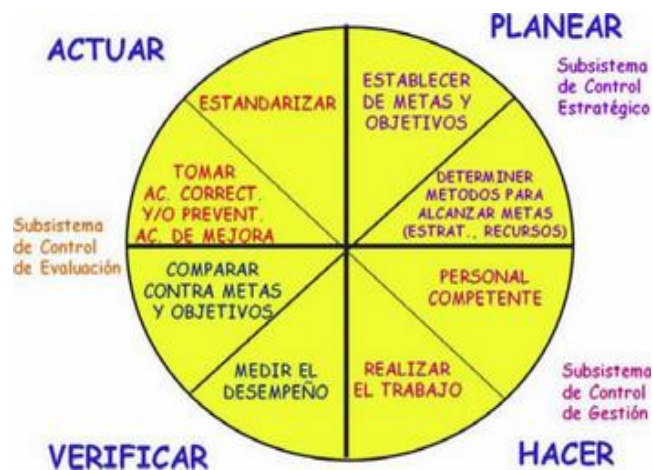 ACTUAR
PLANEAR
Subsistema
de Control
Estratégico
ESTANDARIZAR
ESTABLECER
DE METAS Y
OBJETIVOS
TOMAR
AC. CORRECT.
Y/O PREVENT.
AC. DE MEJORA
DETERMINER
METODOS PARA
ALCANZAR METAS
(ESTRAT., RECURSOS)
Subsistema
de Control
de Evaluación
COMPARAR
CONTRA METAS
Y OBJETIVOS
PERSONAL
COMPETENTE
MEDIR EL
DESEMPEÑO
REALIZAR
EL TRABAJO
Subsistema
de Control
de Gestión
VERIFICAR
HACER